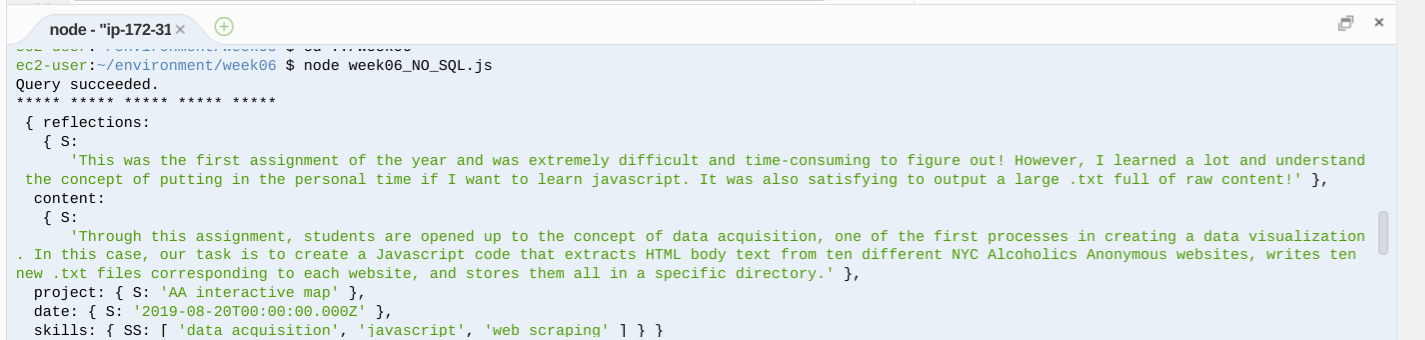 node - "ip-172-31
ec2-user:~/environment/week06 $ cd ../week06
ec2-user:~/environment/week06 $ node week06_NO_SQL.js
Query succeeded.
***** ***** ***** ***** *****
{ reflections:
{ S:
'This was the first assignment of the year and was extremely difficult and time-consuming to figure out! However, I learned a lot and understand
the concept of putting in the personal time if I want to learn javascript. It was also satisfying to output a large .txt full of raw content!' },
content:
{ S:
'Through this assignment, students are opened up to the concept of data acquisition, one of the first processes in creating a data visualization
. In this case, our task is to create a Javascript code that extracts HTML body text from ten different NYC Alcoholics Anonymous websites, writes ten
new .txt files corresponding to each website, and stores them all in a specific directory.' },
project: { S: 'AA interactive map' },
date: { S: '2019-08-20T00:00:00.000Z' },
skills: { SS: [ 'data acquisition', 'javascript', 'web scraping' ] } }